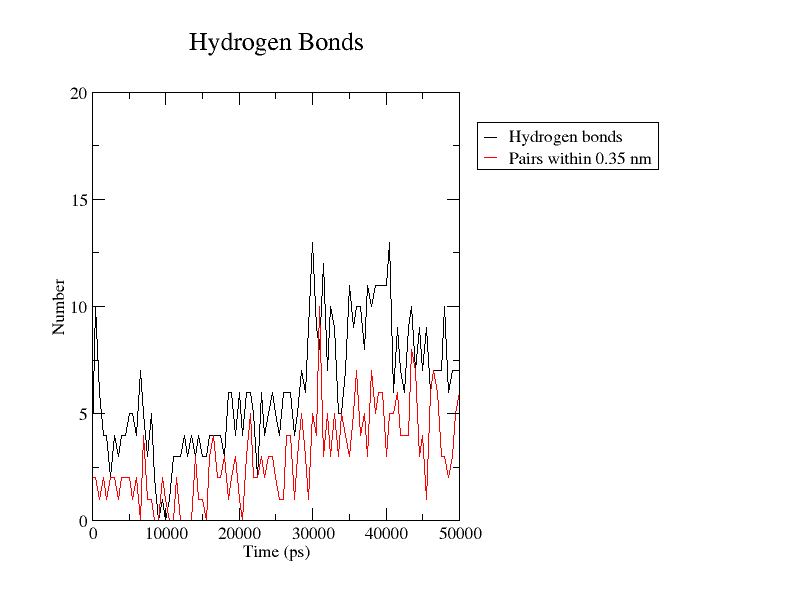 Hydrogen Bonds
20
15
10
5
0
Number
0 10000 20000 30000 40000 50000
Time (ps)
Hydrogen bonds
Pairs within 0.35 nm